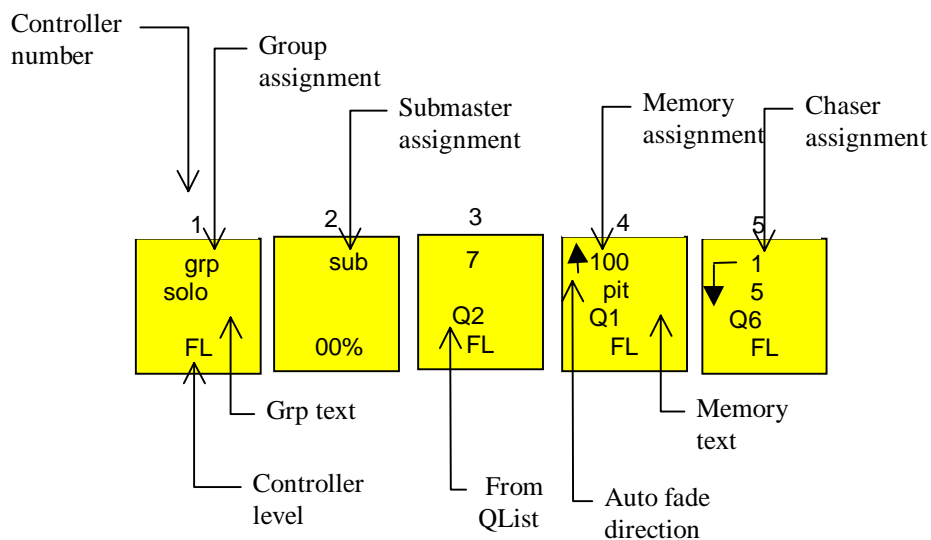 Controller
number
Group
assignment
Submaster
assignment
Memory
assignment
Chaser
assignment
1
2
3
4
5
grp
solo
FL
sub
00%
7
Q2
FL
100
pit
Q1
FL
1
5
Q6
FL
Grp text
Controller
level
From
QList
Auto fade
direction
Memory
text